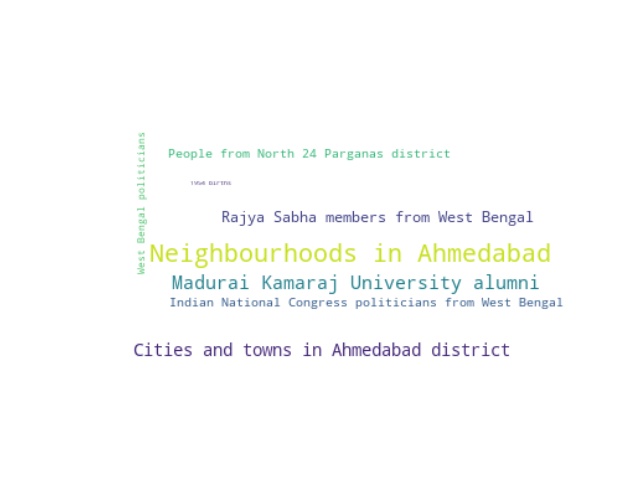 West Bengal politicians
People from North 24 Parganas district
births
Rajya Sabha members from West Bengal
Neighbourhoods in Ahmedabad
Madurai Kamaraj University alumni
Indian National Congress politicians from West Bengal
Cities and towns in Ahmedabad district